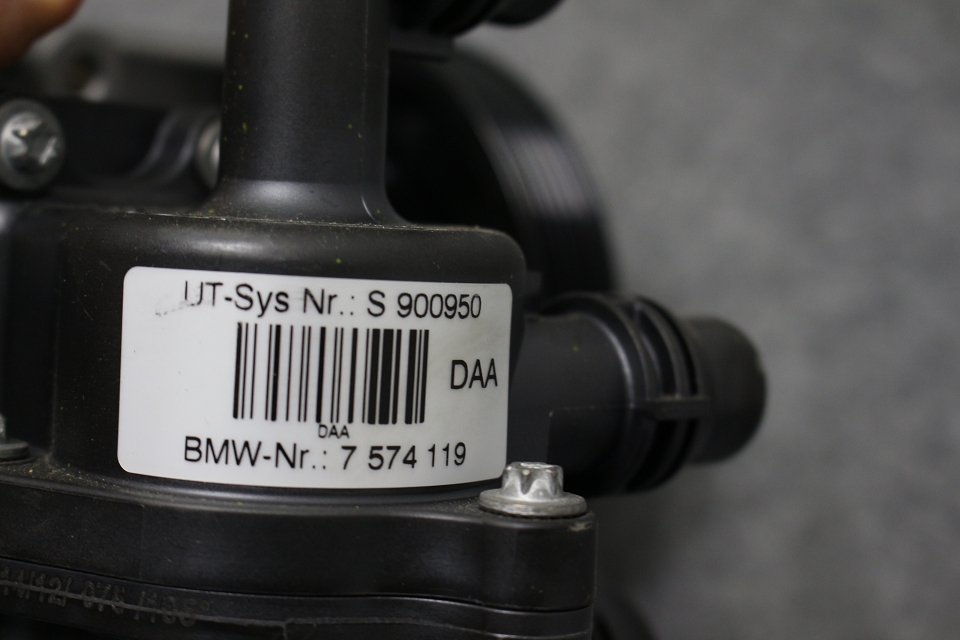 UT-Sys Nr.: S 900950
DAA
DAA
BMW-Nr.: 7 574 119